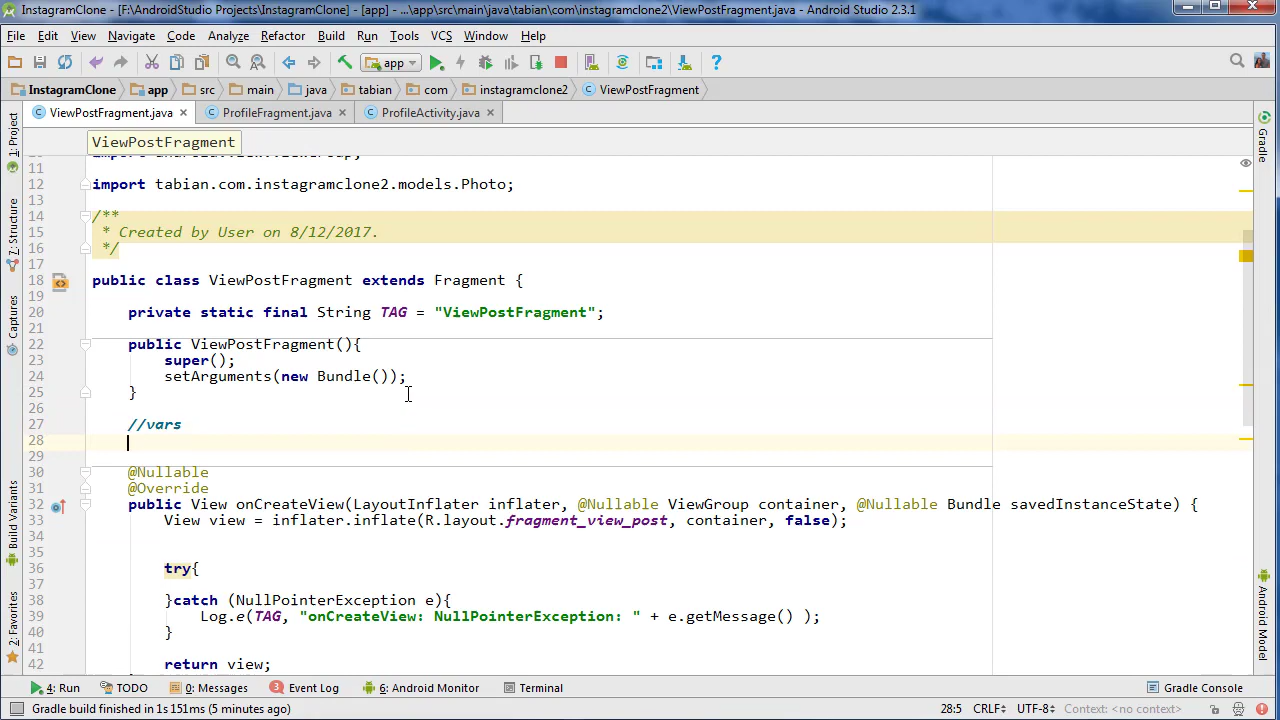 InstagramClone - [F:\AndroidStudio Projects\InstagramClone] - [app] - ...\app\src\main\java\tabian\com\instagramclone2\ViewPostFragment.java - Android Studio 2.3.1
File Edit View Navigate Code Analyze Refactor Build Run Tools VCS Window Help
app
InstagramClone app src main java tabian com instagramclone2 ViewPostFragment
ViewPostFragment.java ProfileFragment.java ProfileActivity.java
ViewPostFragment
11
12 import tabian.com.instagramclone2.models.Photo;
13
14 /**
15 * Created by User on 8/12/2017.
16 */
17
18 public class ViewPostFragment extends Fragment {
19
20 private static final String TAG = "ViewPostFragment";
21
22 public ViewPostFragment(){
23 super();
24 setArguments(new Bundle());
25 }
26
27 //vars
28
29
30 @Nullable
31 @Override
32 public View onCreateView(LayoutInflater inflater, @Nullable ViewGroup container, @Nullable Bundle savedInstanceState) {
33 View view = inflater.inflate(R.layout.fragment_view_post, container, false);
34
35
36 try{
37
38 }catch (NullPointerException e){
39 Log.e(TAG, "onCreateView: NullPointerException: " + e.getMessage() );
40 }
41
42 return view;
1: Project
7: Structure
Captures
Build Variants
2: Favorites
Gradle
Android Model
4: Run TODO 0: Messages 3 Event Log 6: Android Monitor Terminal Gradle Console
Gradle build finished in 1s 151ms (5 minutes ago) 28:5 CRLF UTF-8 Context: <no context>